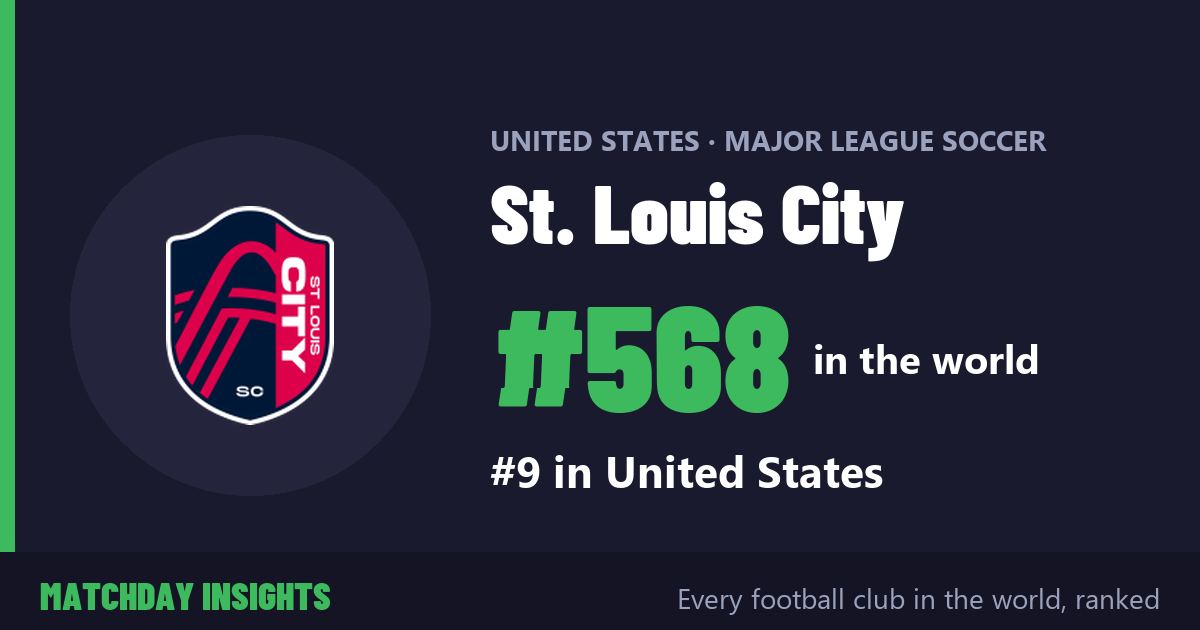 UNITED STATES · MAJOR LEAGUE SOCCER
St. Louis City
CITY
ST LOUIS
SC
#568 in the world
#9 in United States
MATCHDAY INSIGHTS
Every football club in the world, ranked